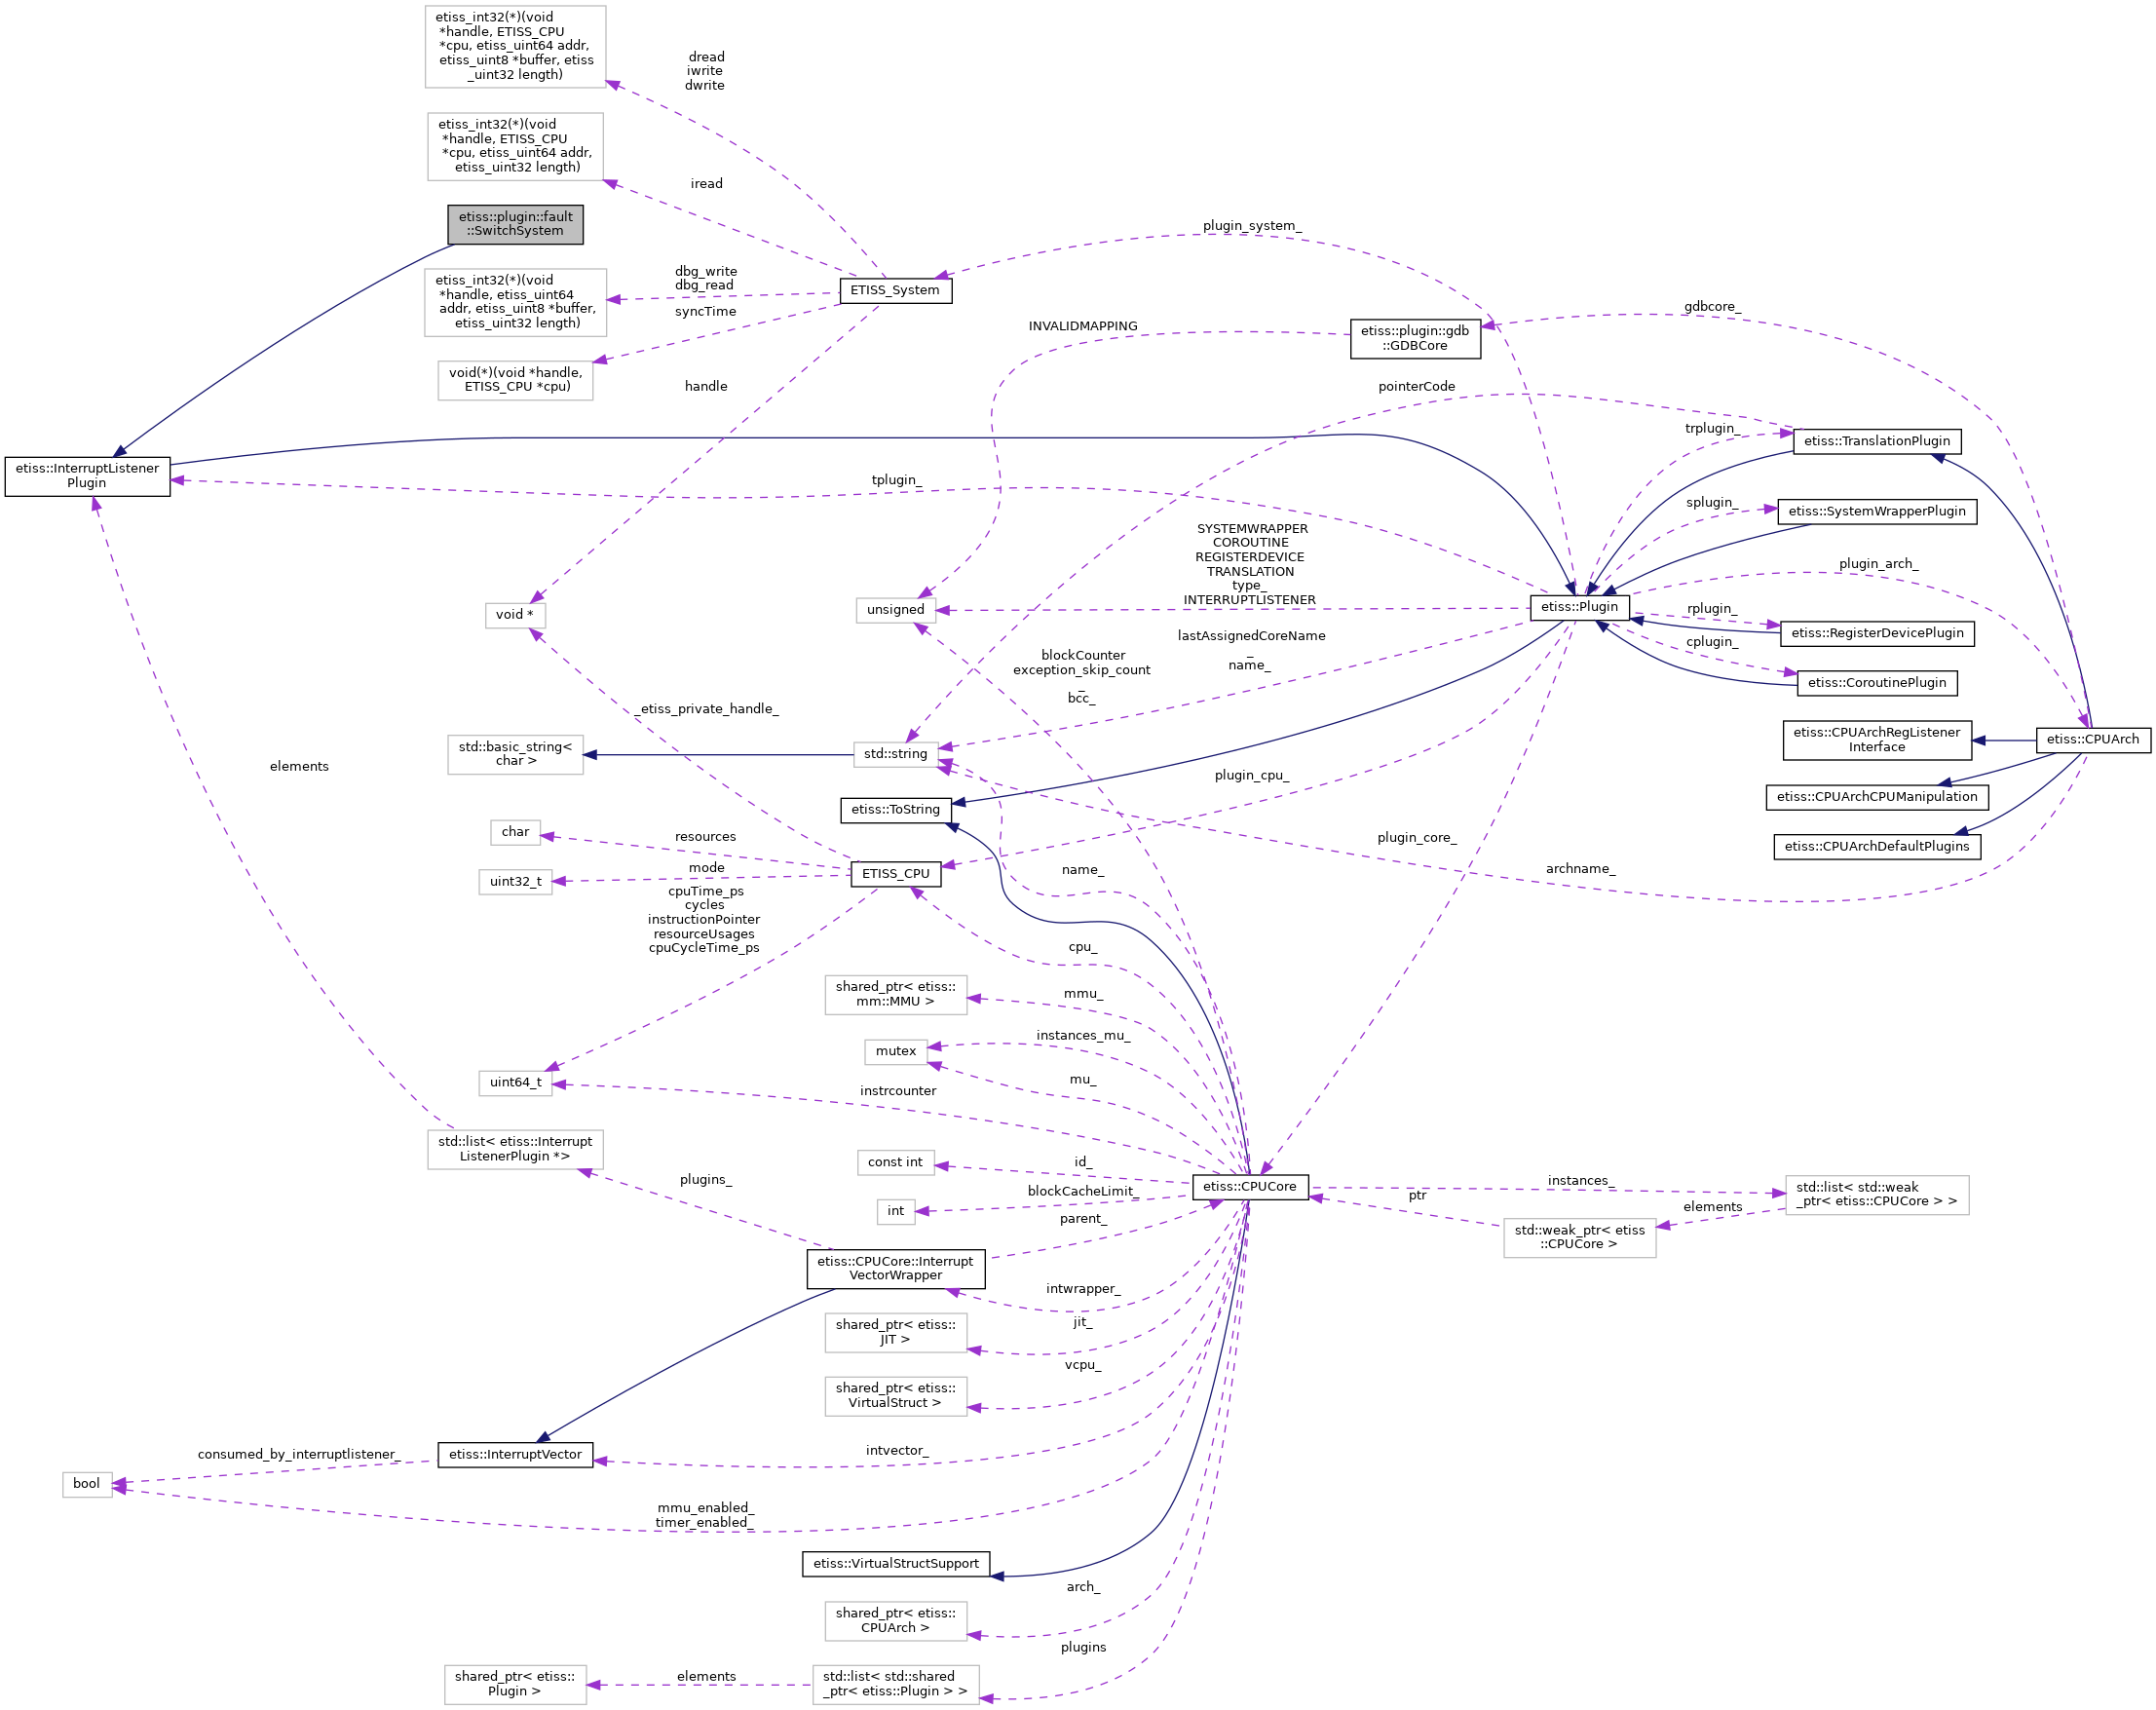 etiss_int32(*)(void
*handle, ETISS_CPU
*cpu, etiss_uint64 addr,
etiss_uint8 *buffer, etiss
_uint32 length)
dread
iwrite
dwrite
etiss_int32(*)(void
*handle, ETISS_CPU
*cpu, etiss_uint64 addr,
etiss_uint32 length)
iread
etiss::plugin::fault
::SwitchSystem
plugin_system_
etiss_int32(*)(void
*handle, etiss_uint64
addr, etiss_uint8 *buffer,
etiss_uint32 length)
dbg_write
dbg_read
ETISS_System
syncTime
gdbcore_
INVALIDMAPPING
etiss::plugin::gdb
::GDBCore
void(*)(void *handle,
ETISS_CPU *cpu)
handle
pointerCode
trplugin_
etiss::TranslationPlugin
etiss::InterruptListener
Plugin
tplugin_
splugin_
etiss::SystemWrapperPlugin
SYSTEMWRAPPER
COROUTINE
REGISTERDEVICE
TRANSLATION
type_
INTERRUPTLISTENER
plugin_arch_
void *
unsigned
etiss::Plugin
rplugin_
etiss::RegisterDevicePlugin
lastAssignedCoreName
_
name_
cplugin_
blockCounter
exception_skip_count
_
bcc_
etiss::CoroutinePlugin
_etiss_private_handle_
etiss::CPUArchRegListener
Interface
etiss::CPUArch
std::basic_string<
char >
std::string
elements
plugin_cpu_
etiss::CPUArchCPUManipulation
etiss::ToString
char
resources
plugin_core_
etiss::CPUArchDefaultPlugins
uint32_t
mode
ETISS_CPU
name_
archname_
cpuTime_ps
cycles
instructionPointer
resourceUsages
cpuCycleTime_ps
cpu_
shared_ptr< etiss::
mm::MMU >
mmu_
mutex
instances_mu_
uint64_t
instrcounter
mu_
std::list< etiss::Interrupt
ListenerPlugin *>
const int
id_
plugins_
int
blockCacheLimit_
etiss::CPUCore
instances_
std::list< std::weak
_ptr< etiss::CPUCore > >
ptr
elements
parent_
std::weak_ptr< etiss
::CPUCore >
etiss::CPUCore::Interrupt
VectorWrapper
intwrapper_
shared_ptr< etiss::
JIT >
jit_
vcpu_
shared_ptr< etiss::
VirtualStruct >
intvector_
consumed_by_interruptlistener_
etiss::InterruptVector
bool
mmu_enabled_
timer_enabled_
etiss::VirtualStructSupport
arch_
shared_ptr< etiss::
CPUArch >
plugins
shared_ptr< etiss::
Plugin >
elements
std::list< std::shared
_ptr< etiss::Plugin > >